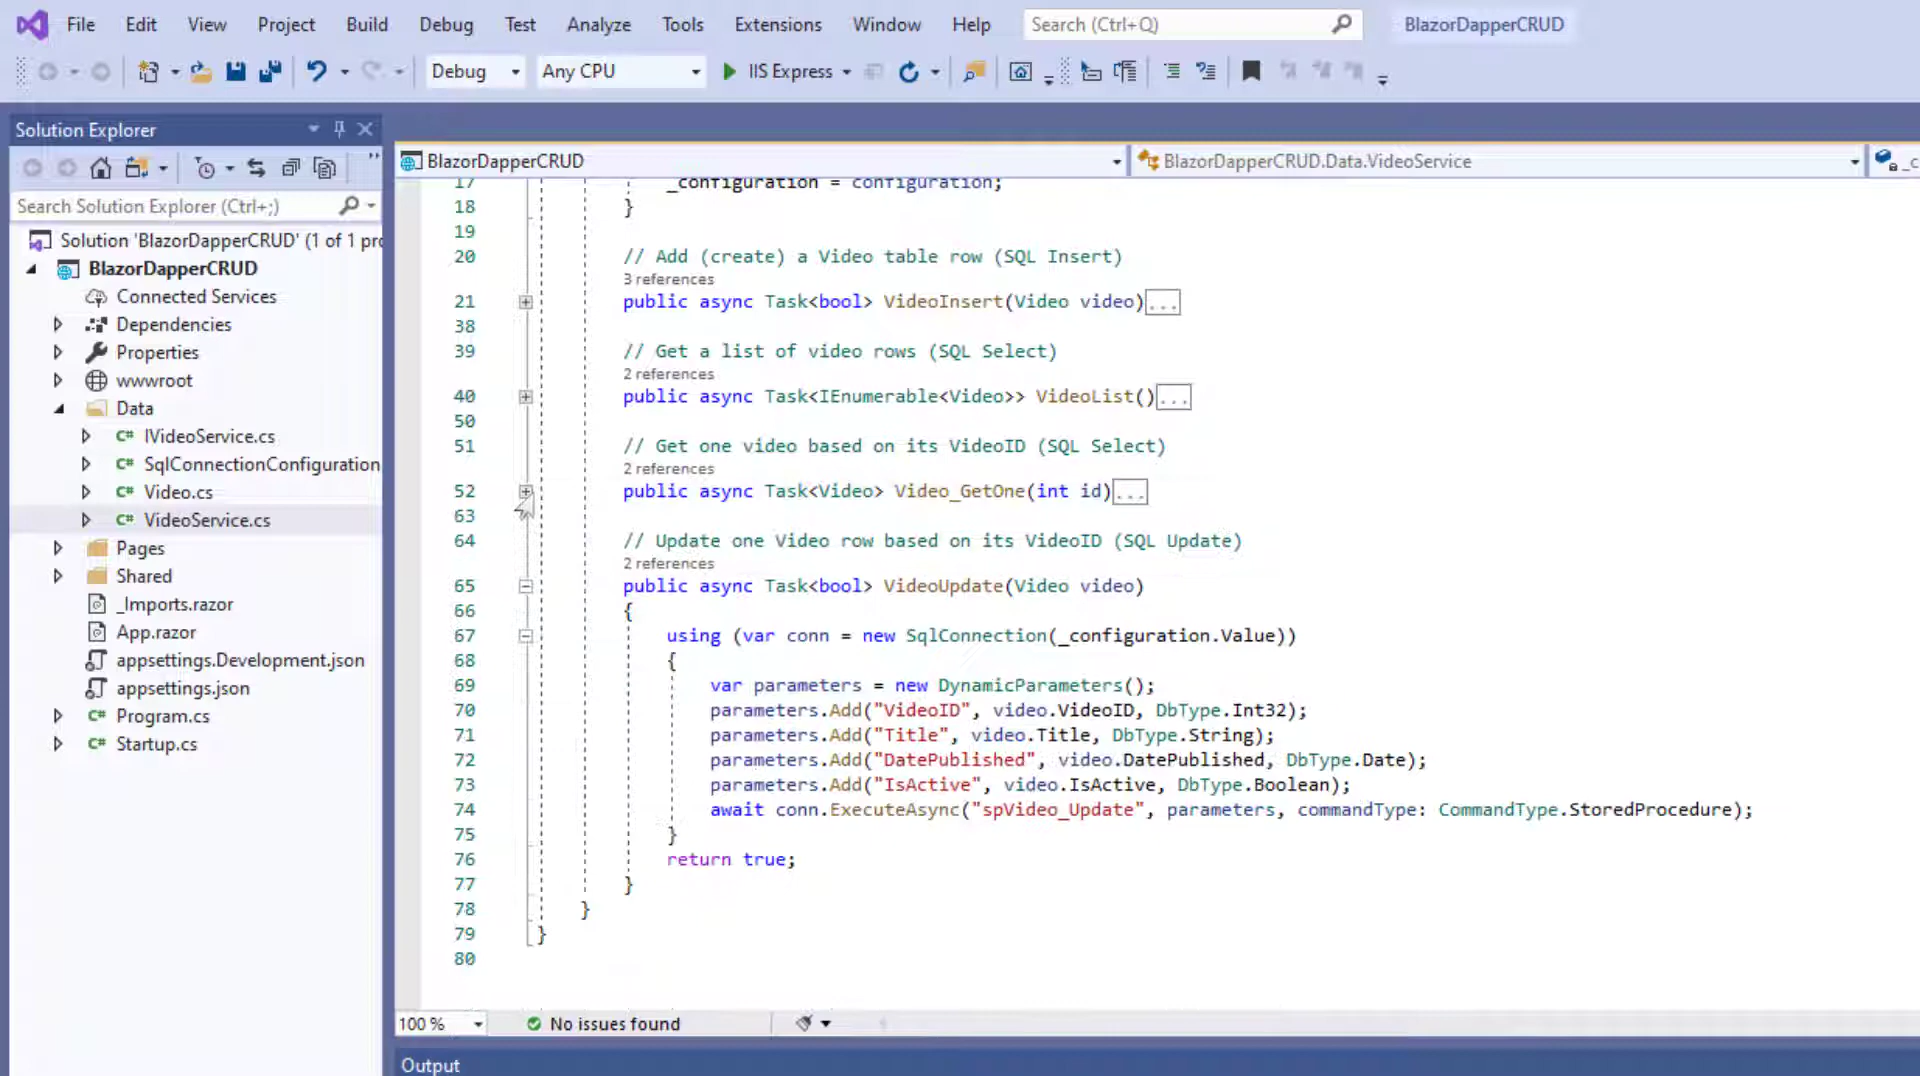 File Edit View Project Build Debug Test Analyze Tools Extensions Window Help Search (Ctrl+Q) BlazorDapperCRUD
Debug Any CPU IIS Express
Solution Explorer
Search Solution Explorer (Ctrl+;)
Solution 'BlazorDapperCRUD' (1 of 1 pro
BlazorDapperCRUD
Connected Services
Dependencies
Properties
wwwroot
Data
C# IVideoService.cs
C# SqlConnectionConfiguration
C# Video.cs
C# VideoService.cs
Pages
Shared
_Imports.razor
App.razor
appsettings.Development.json
appsettings.json
C# Program.cs
C# Startup.cs
BlazorDapperCRUD BlazorDapperCRUD.Data.VideoService _c
17 _configuration = configuration;
18 }
19
20 // Add (create) a Video table row (SQL Insert)
3 references
21 public async Task<bool> VideoInsert(Video video)...
38
39 // Get a list of video rows (SQL Select)
2 references
40 public async Task<IEnumerable<Video>> VideoList()...
50
51 // Get one video based on its VideoID (SQL Select)
2 references
52 public async Task<Video> Video_GetOne(int id)...
63
64 // Update one Video row based on its VideoID (SQL Update)
2 references
65 public async Task<bool> VideoUpdate(Video video)
66 {
67 using (var conn = new SqlConnection(_configuration.Value))
68 {
69 var parameters = new DynamicParameters();
70 parameters.Add("VideoID", video.VideoID, DbType.Int32);
71 parameters.Add("Title", video.Title, DbType.String);
72 parameters.Add("DatePublished", video.DatePublished, DbType.Date);
73 parameters.Add("IsActive", video.IsActive, DbType.Boolean);
74 await conn.ExecuteAsync("spVideo_Update", parameters, commandType: CommandType.StoredProcedure);
75 }
76 return true;
77 }
78 }
79 }
80
100 % No issues found
Output